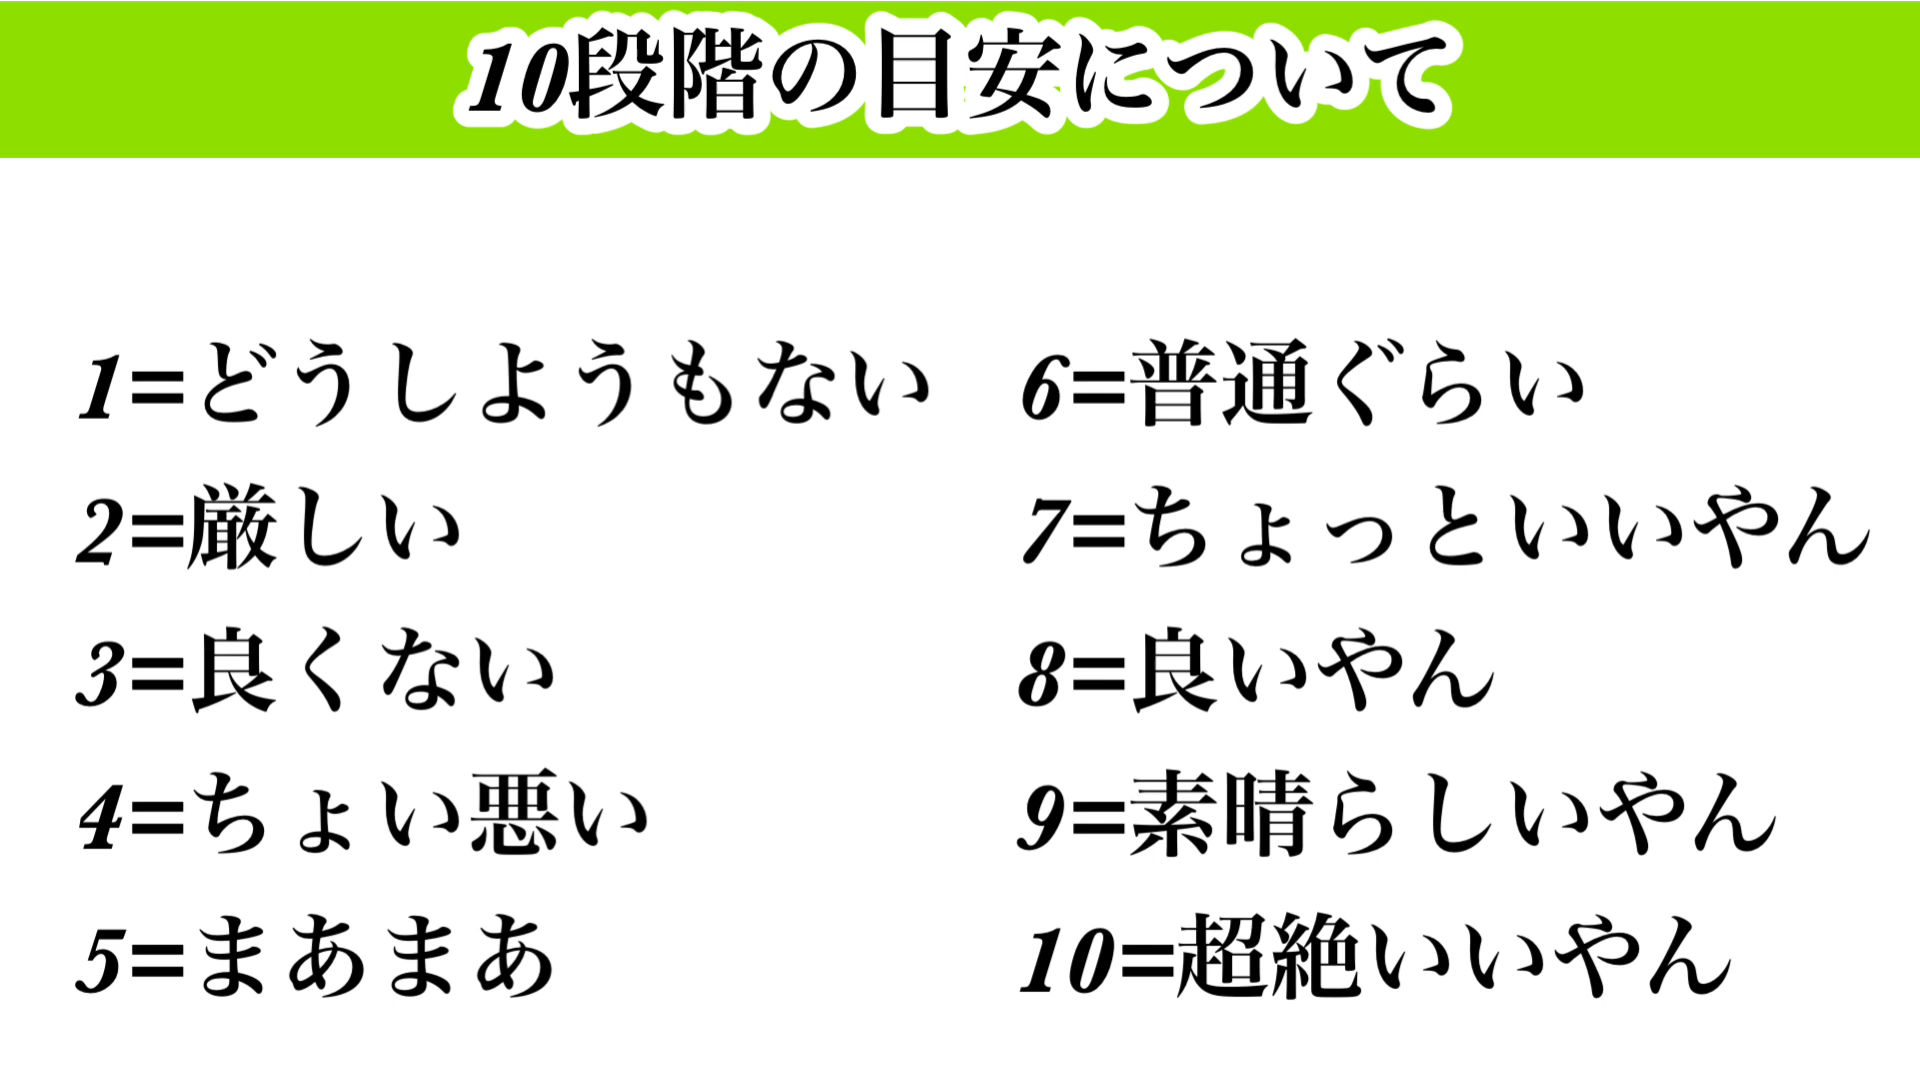 10段階の目安について
1=どうしようもない
2=厳しい
3=良くない
4=ちょい悪い
5=まあまあ
6=普通ぐらい
7=ちょっといいやん
8=良いやん
9=素晴らしいやん
10=超絶いいやん